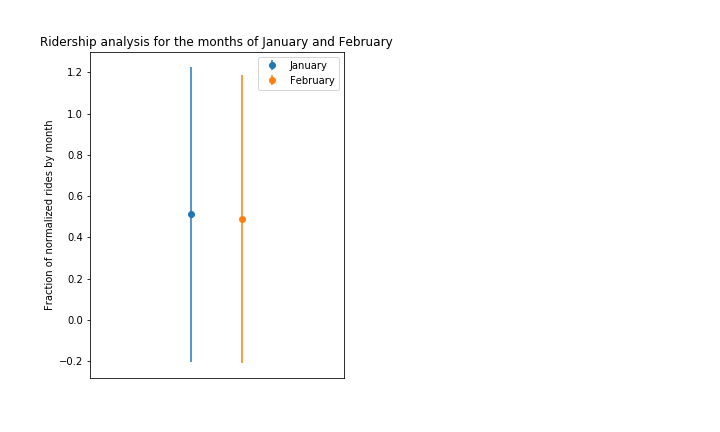 Ridership analysis for the months of January and February
January
February
Fraction of normalized rides by month
1.2
1.0
0.8
0.6
0.4
0.2
0.0
−0.2